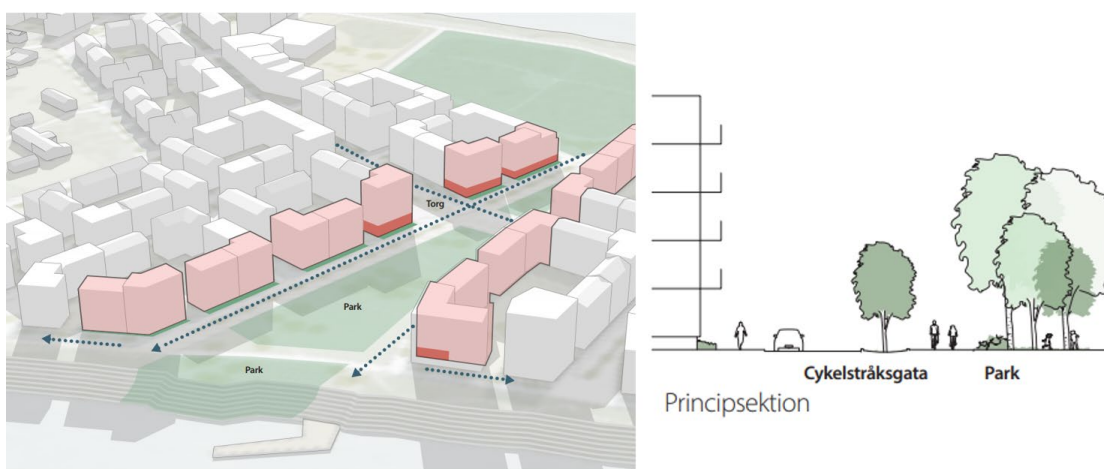 Torg
Park
Park
Cykelstråksgata
Park
Principsektion